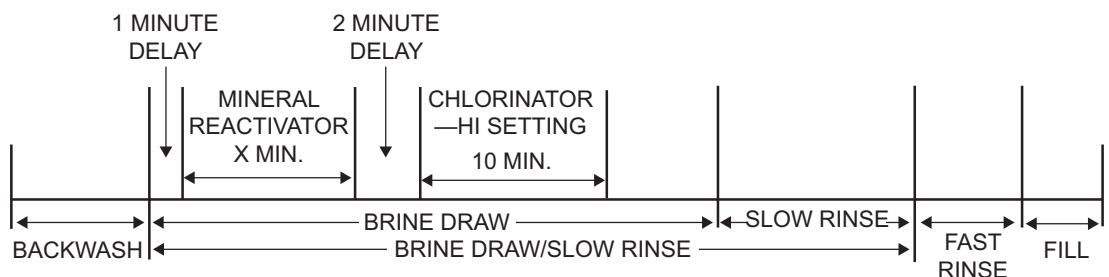 1 MINUTE
DELAY
2 MINUTE
DELAY
MINERAL
REACTIVATOR
X MIN.
CHLORINATOR
—HI SETTING
10 MIN.
BACKWASH
BRINE DRAW
SLOW RINSE
BRINE DRAW/SLOW RINSE
FAST
RINSE
FILL